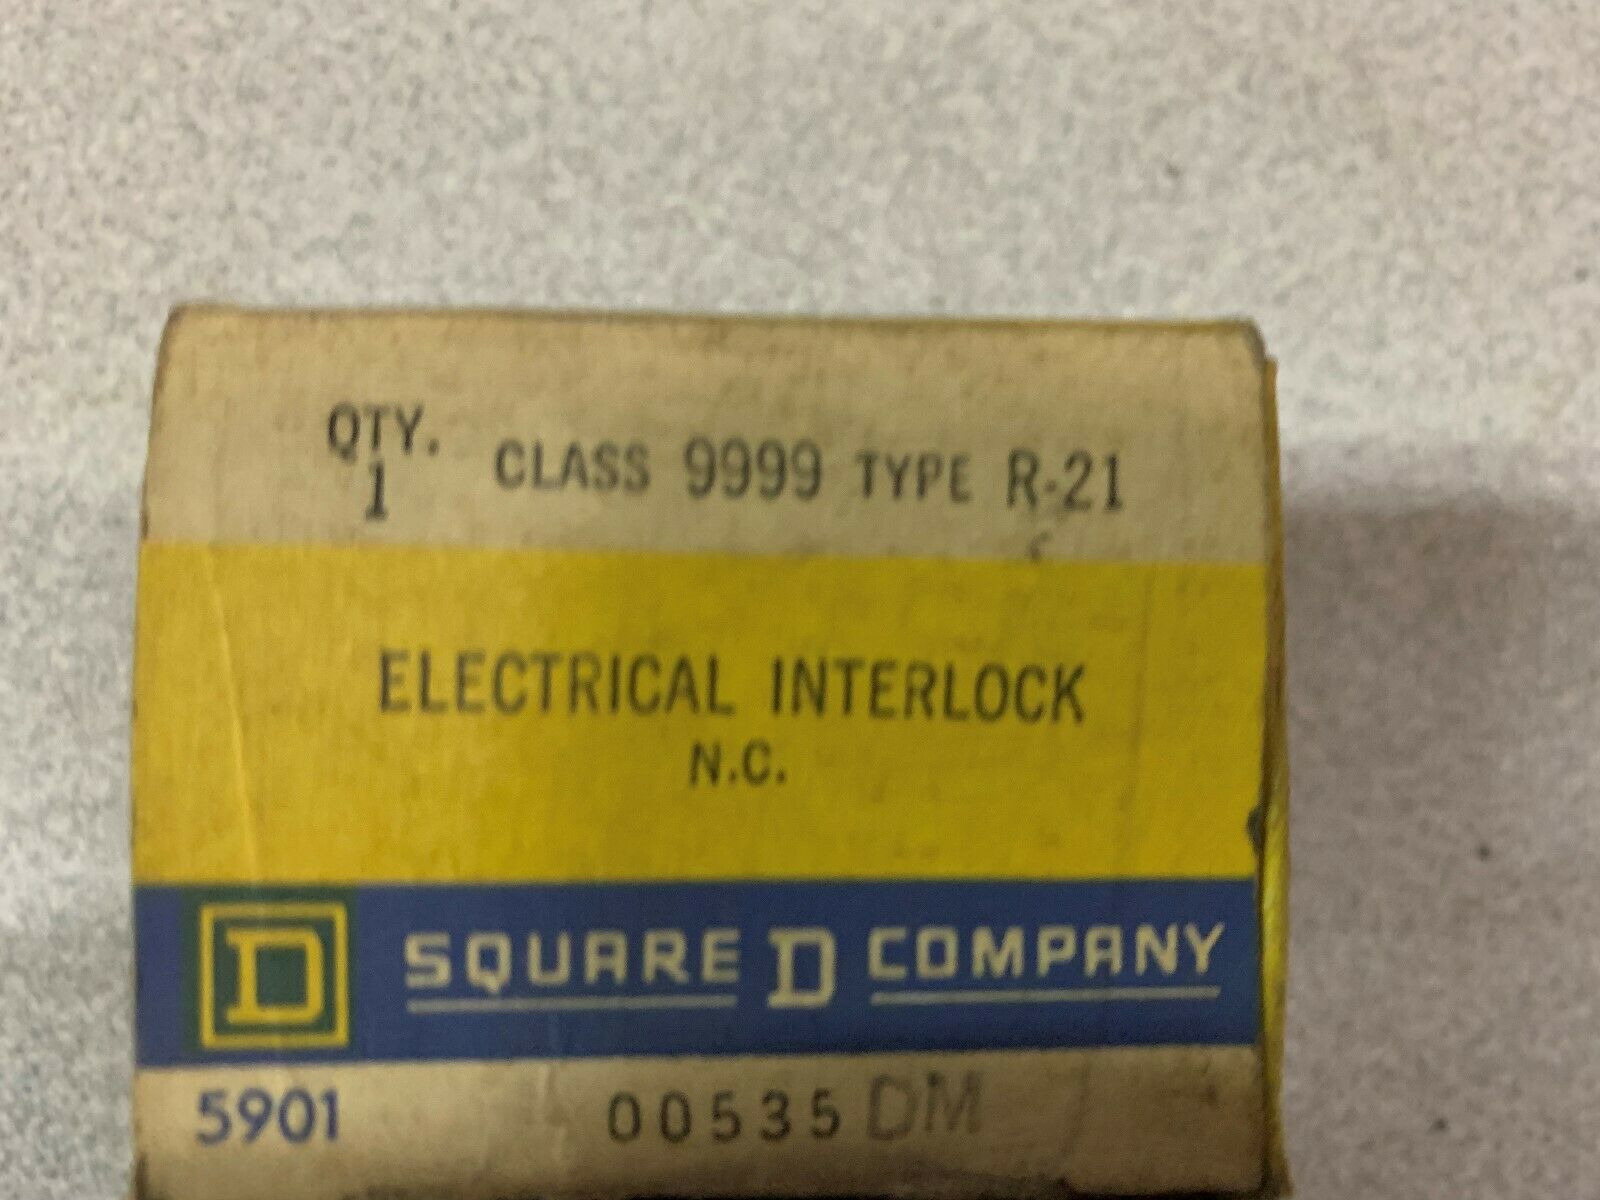 QTY.
1
CLASS 9999 TYPE R-21
ELECTRICAL INTERLOCK
N.C.
D SQUARE D COMPANY
5901 00535 DM